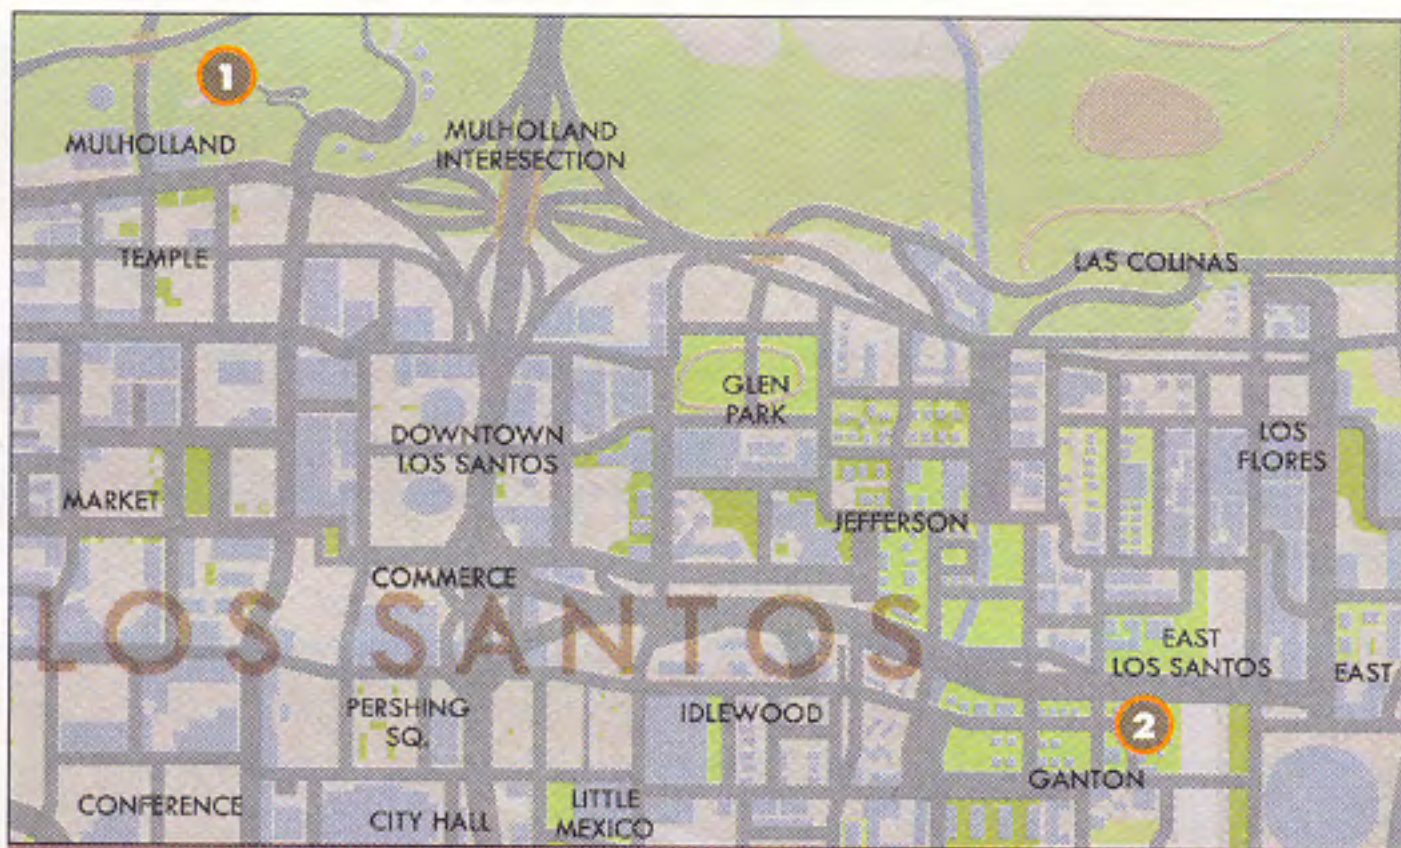 1
MULHOLLAND
MULHOLLAND
INTERESECTION
TEMPLE
LAS COLINAS
GLEN
PARK
DOWNTOWN
LOS SANTOS
LOS
FLORES
MARKET
JEFFERSON
COMMERCE
LOS SANTOS
EAST
LOS SANTOS
EAST
PERSHING
SQ.
IDLEWOOD
2
GANTON
CONFERENCE
CITY HALL
LITTLE
MEXICO